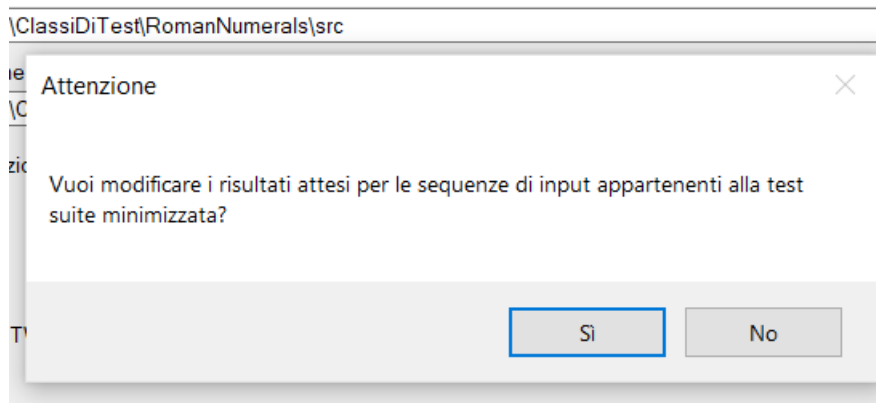 \ClassiDiTest\RomanNumerals\src
Attenzione
Vuoi modificare i risultati attesi per le sequenze di input appartenenti alla test
suite minimizzata?
Sì
No